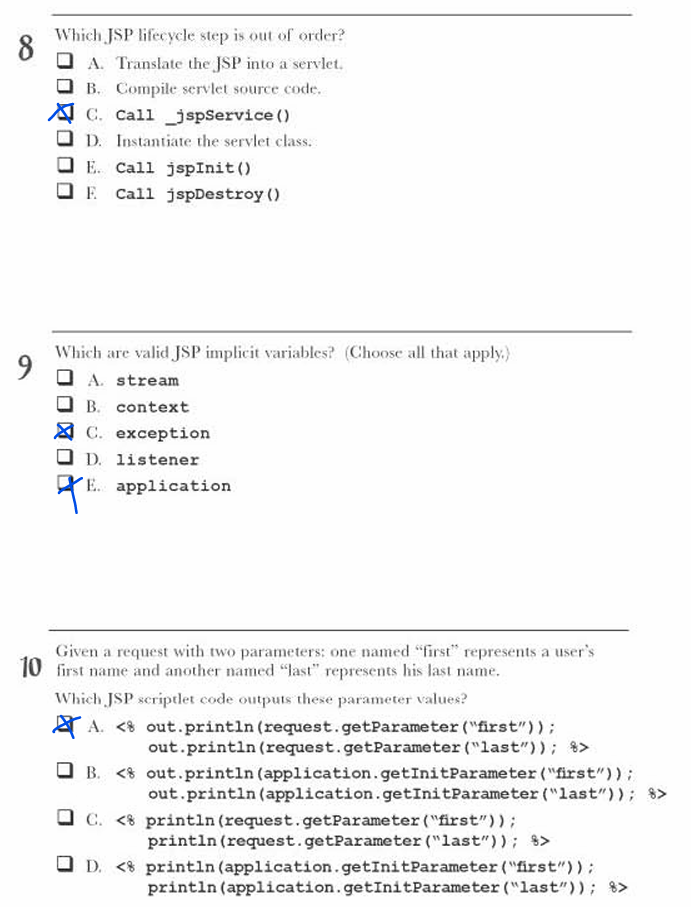 8
Which JSP lifecycle step is out of order?
A. Translate the JSP into a servlet.
B. Compile servlet source code.
C. Call _jspService()
D. Instantiate the servlet class.
E. Call jspInit()
F. Call jspDestroy()
9
Which are valid JSP implicit variables? (Choose all that apply.)
A. stream
B. context
C. exception
D. listener
E. application
10
Given a request with two parameters: one named “first” represents a user’s
first name and another named “last” represents his last name.
Which JSP scriptlet code outputs these parameter values?
A. <% out.println(request.getParameter(“first”));
out.println(request.getParameter(“last”)); %>
B. <% out.println(application.getInitParameter(“first”));
out.println(application.getInitParameter(“last”)); %>
C. <% println(request.getParameter(“first”));
println(request.getParameter(“last”)); %>
D. <% println(application.getInitParameter(“first”));
println(application.getInitParameter(“last”)); %>